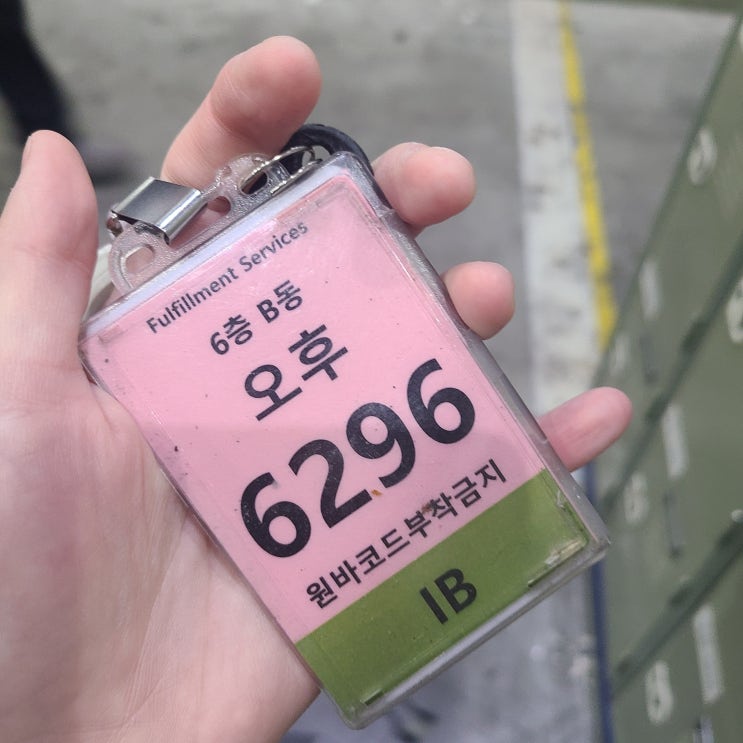 Fulfillment Services
6층 B동
오후
6296
원바코드부착금지
IB